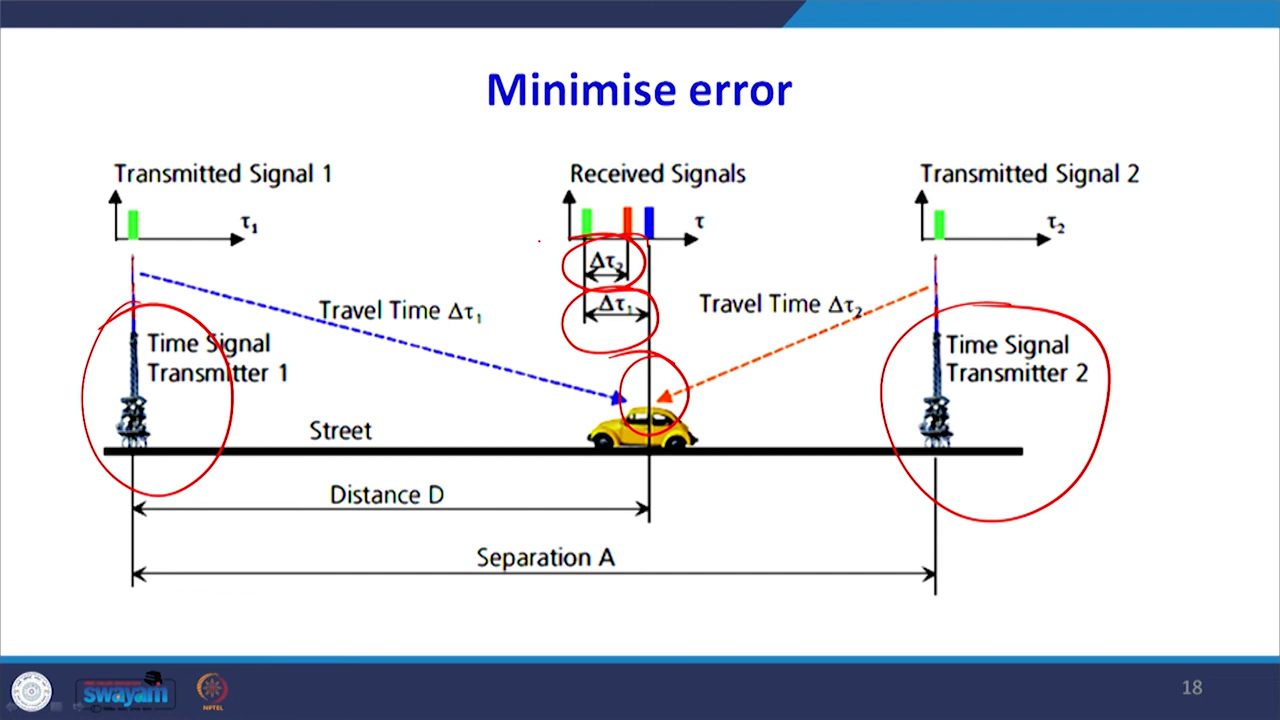 Minimise error
Transmitted Signal 1
Received Signals
Transmitted Signal 2
τ₁
τ
τ₂
Δτ₂
Δτ₁
Travel Time Δτ₁
Travel Time Δτ₂
Time Signal
Transmitter 1
Time Signal
Transmitter 2
Street
Distance D
Separation A
swayam
NPTEL
18